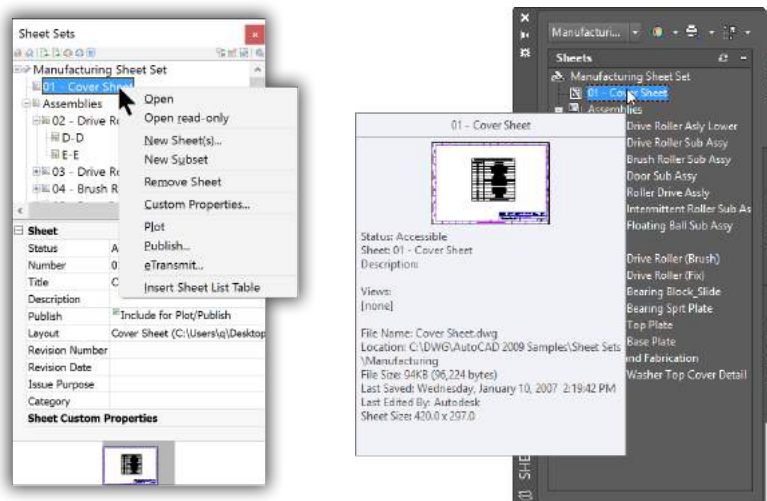 Sheet Sets
Manufacturing Sheet Set
01 - Cover Sheet
Assemblies
02 - Drive
D-D
E-E
03 - Drive
04 - Brush
Open
Open read-only
New Sheet(s)...
New Subset
Remove Sheet
Custom Properties...
Plot
Publish...
eTransmit...
Insert Sheet List Table
Sheet
Status
Number
Title
Description
Publish Include for Plot/Publish
Layout Cover Sheet (C:\Users\q\Desktop
Revision Number
Revision Date
Issue Purpose
Category
Sheet Custom Properties
Manufacturi...
Sheets
Manufacturing Sheet Set
01 - Cover Sheet
Assemblies
Drive Roller Asly Lower
Drive Roller Sub Assy
Brush Roller Sub Assy
Door Sub Assy
Roller Drive Assly
Intermittent Roller Sub As
Floating Ball Sub Assy
Drive Roller (Brush)
Drive Roller (Fix)
Bearing Block_Slide
Bearing Sprt Plate
Top Plate
Base Plate
nd Fabrication
Washer Top Cover Detail
SHE
01 - Cover Sheet
Status: Accessible
Sheet: 01 - Cover Sheet
Description:
Views:
[none]
File Name: Cover Sheet.dwg
Location: C:\DWG\AutoCAD 2009 Samples\Sheet Sets
\Manufacturing
File Size: 94KB (96,224 bytes)
Last Saved: Wednesday, January 10, 2007 2:19:42 PM
Last Edited By: Autodesk
Sheet Size: 420.0 x 297.0